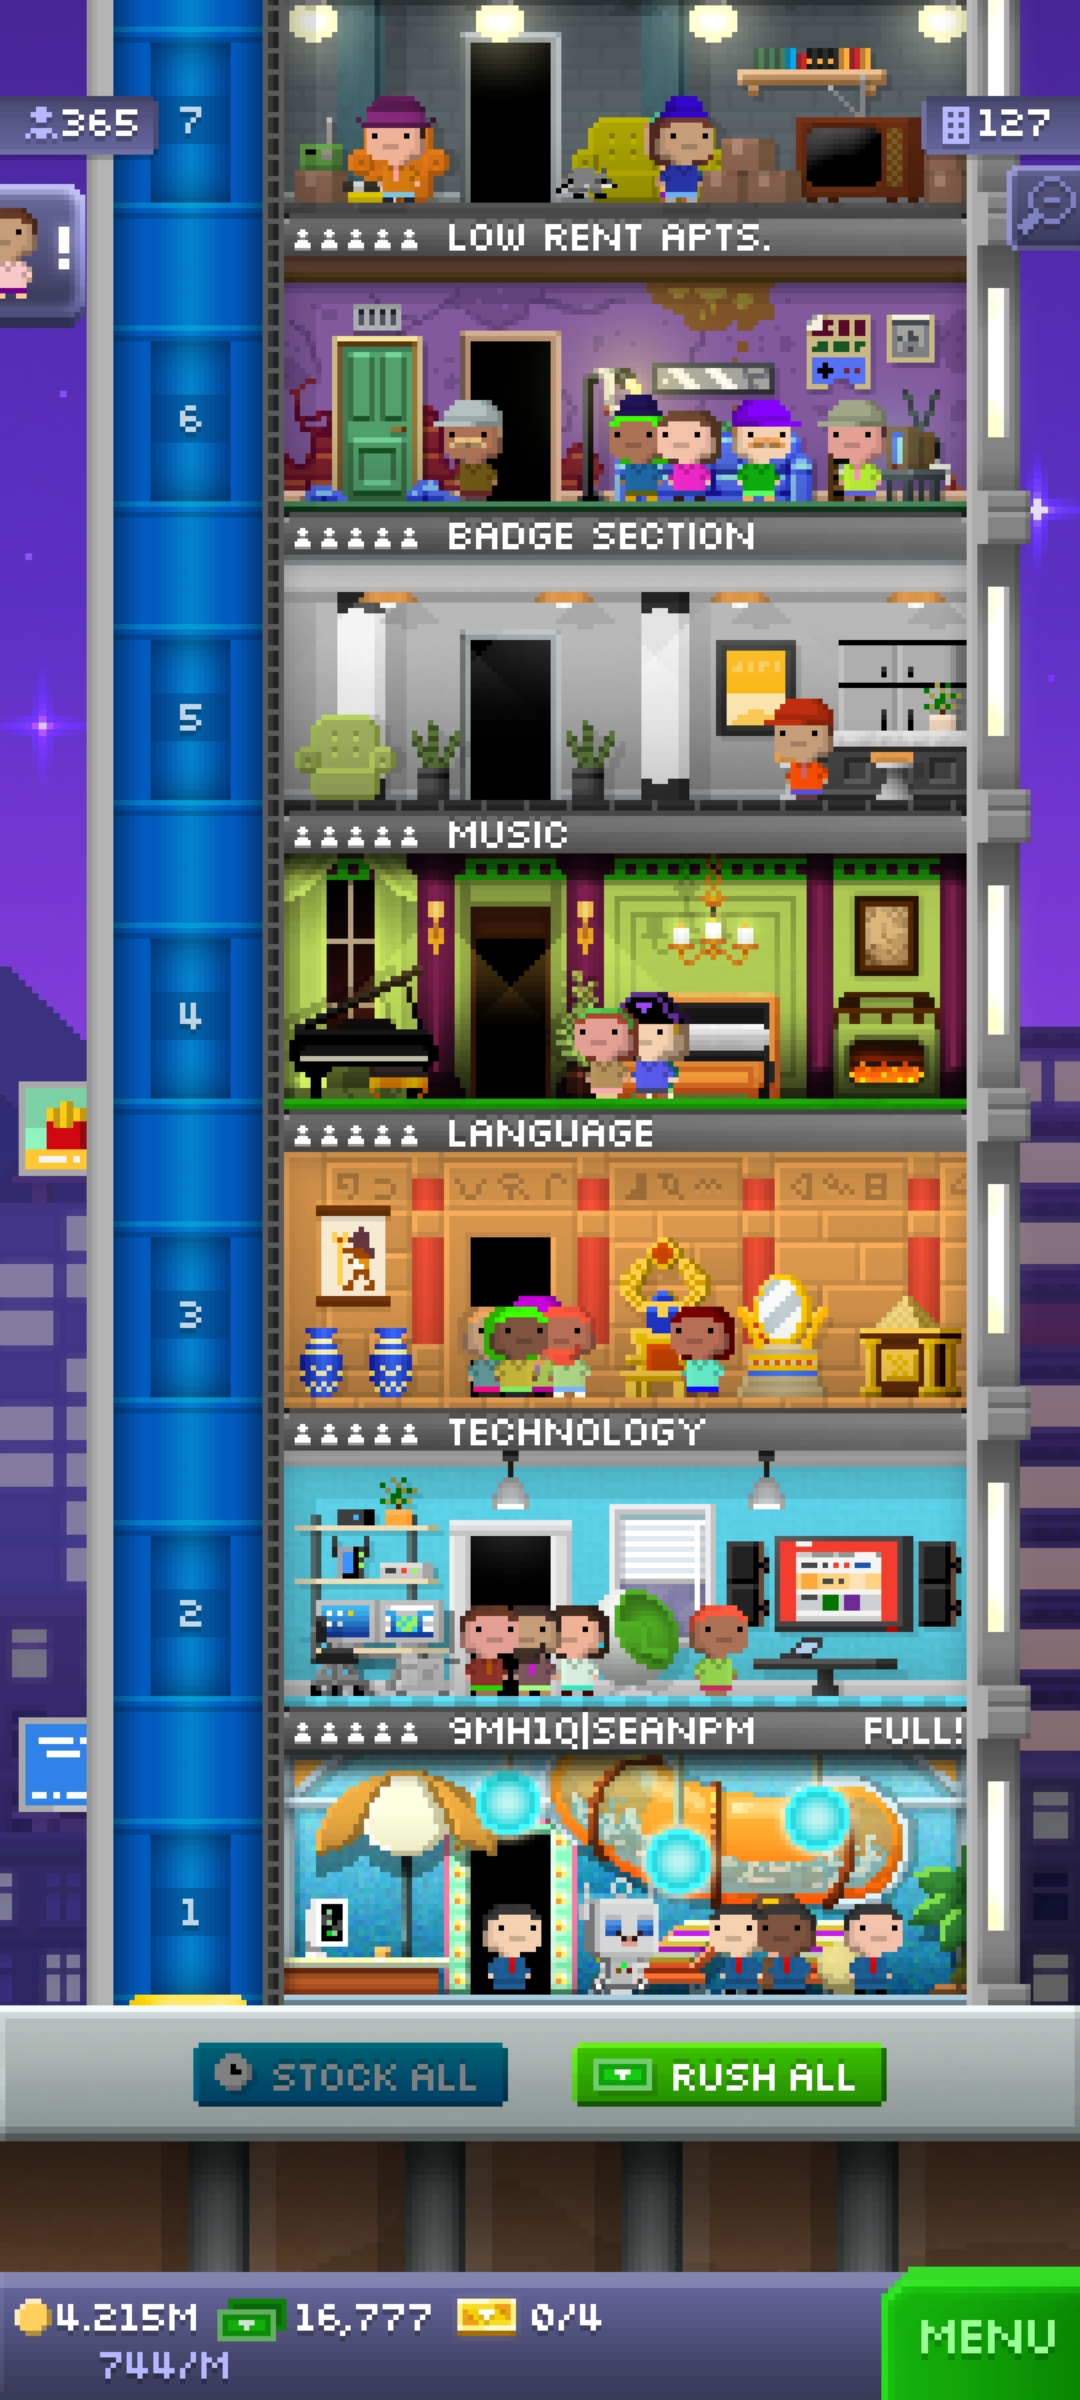 7
365
127
!
LOW RENT APTS.
6
BADGE SECTION
5
MUSIC
4
LANGUAGE
3
TECHNOLOGY
2
9MH1Q|SEANPM FULL!
1
STOCK ALL
RUSH ALL
4.215M 16,777 0/4
744/M
MENU